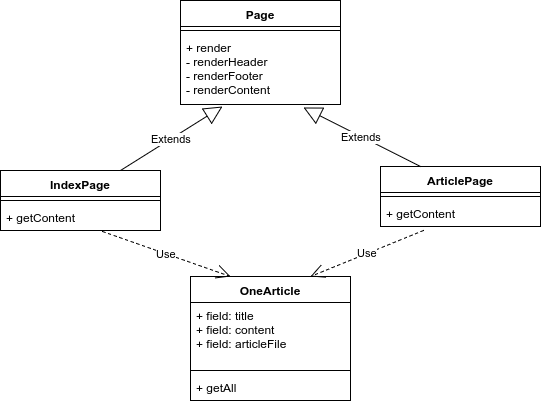 Page
+ render
- renderHeader
- renderFooter
- renderContent
Extends
Extends
IndexPage
+ getContent
ArticlePage
+ getContent
Use
Use
OneArticle
+ field: title
+ field: content
+ field: articleFile
+ getAll